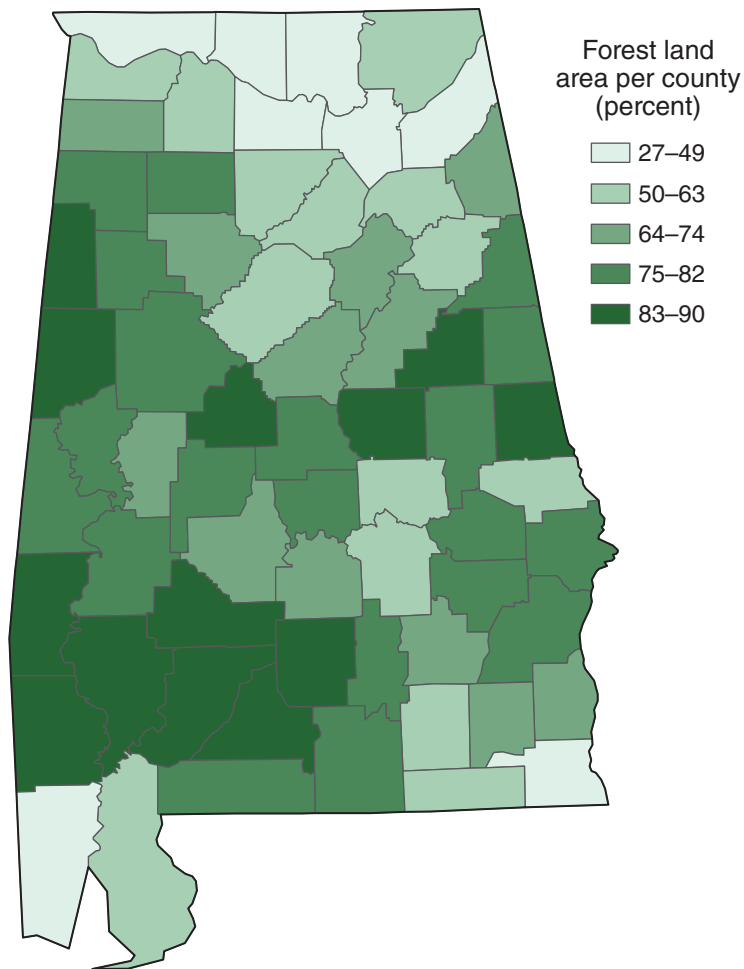 Forest land
area per county
(percent)
27–49
50–63
64–74
75–82
83–90